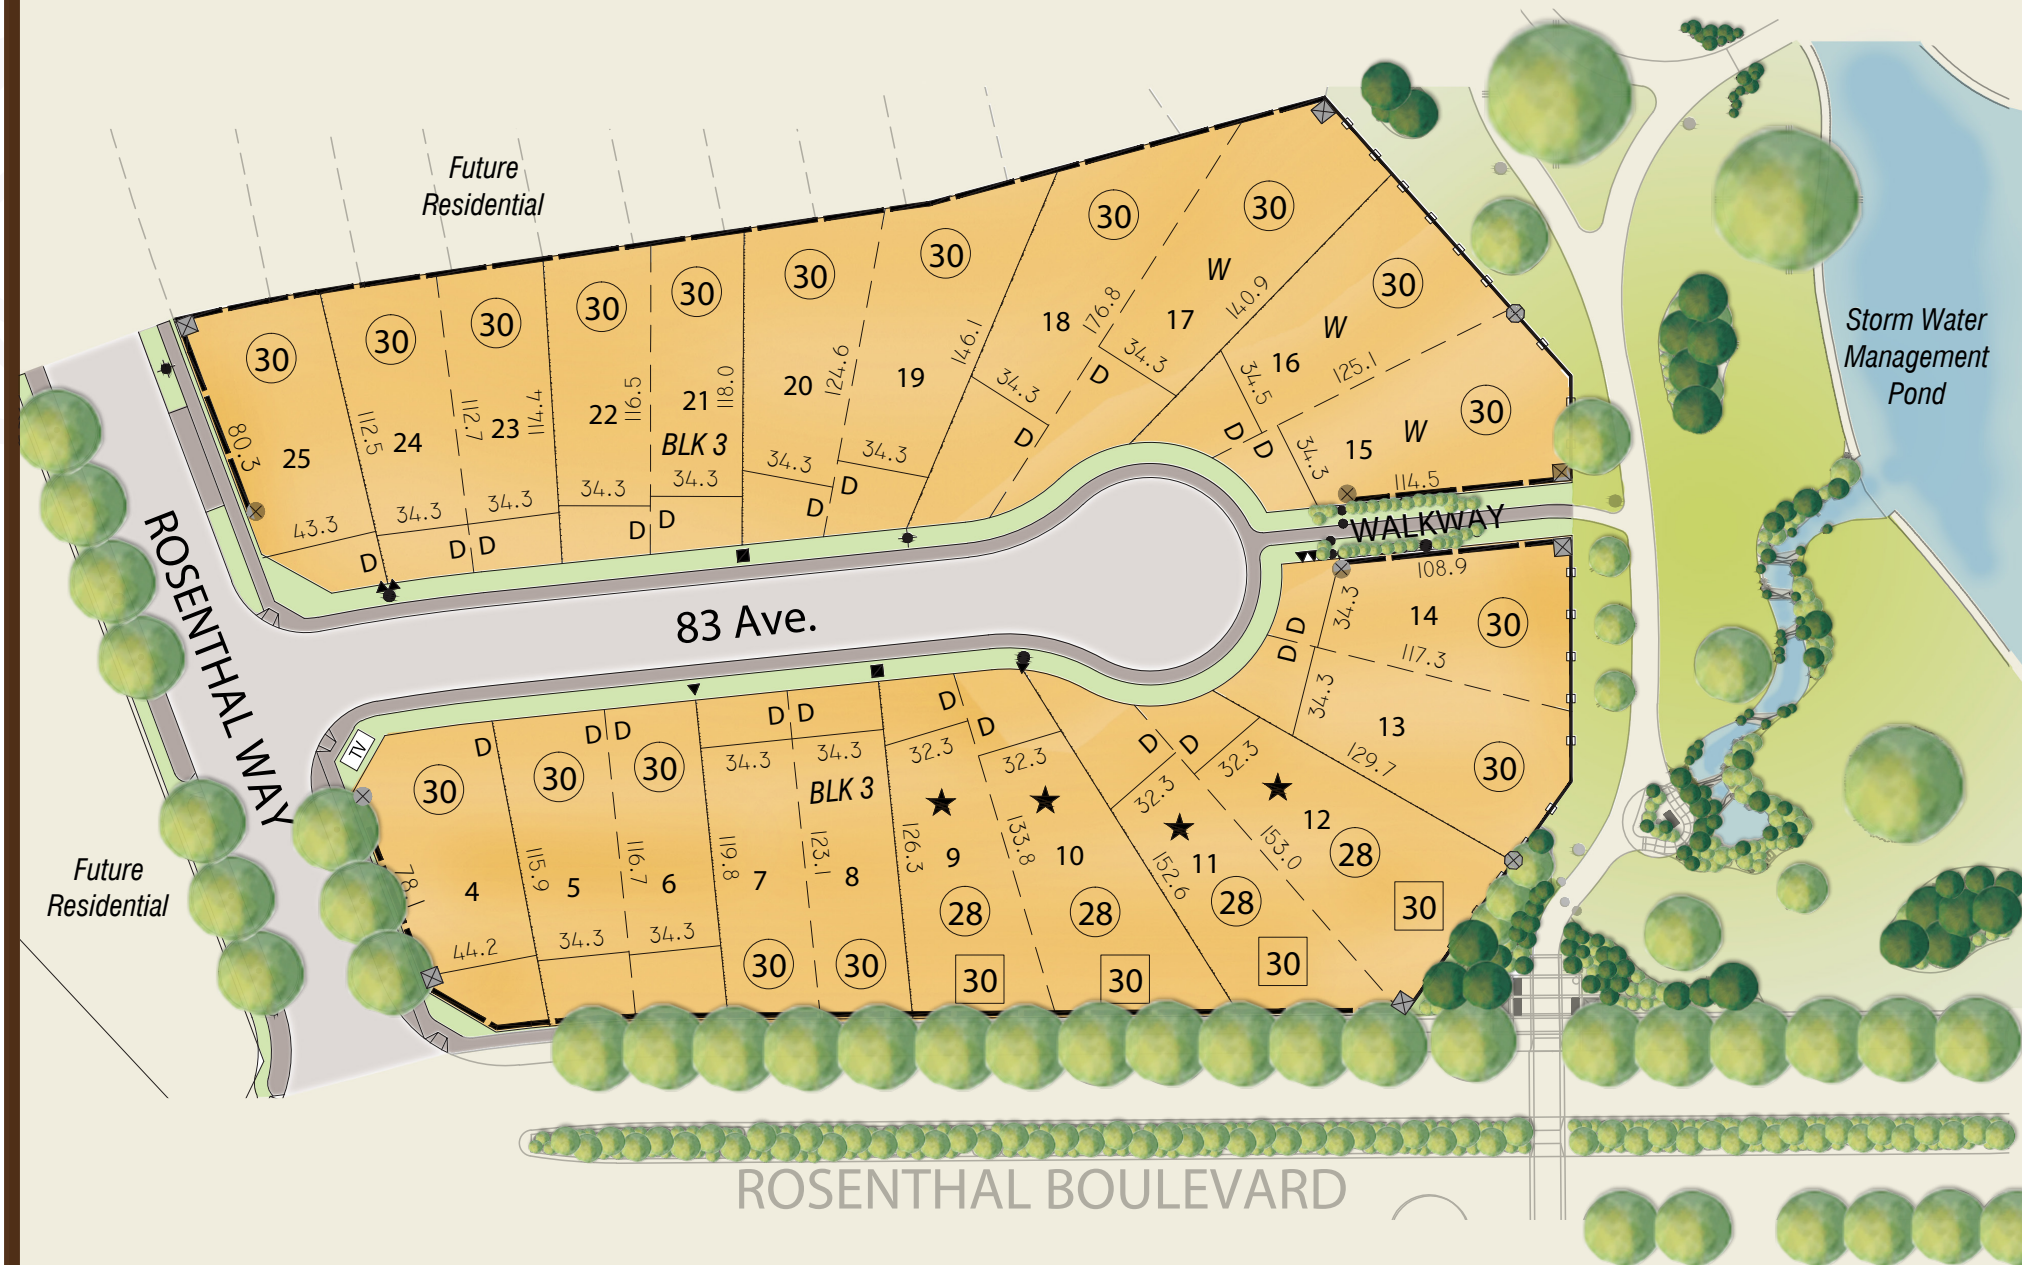 Future
Residential
30
30
30
30
30
30
30
30
30
30
30
W
W
W
18
17
16
15
19
20
21
22
23
24
25
176.8
140.9
146.1
125.1
124.6
118.0
116.5
114.4
112.7
112.5
80.3
BLK 3
34.3
34.3
34.5
34.3
34.3
34.3
34.3
34.3
34.3
34.3
43.3
114.5
D
D
D
D
D
D
D
D
D
D
D
Storm Water
Management
Pond
WALKWAY
108.9
83 Ave.
ROSENTHAL WAY
TV
34.3
14
30
D
D
117.3
34.3
13
129.7
30
D
D
D
D
D
D
D
D
D
30
30
30
34.3
34.3
BLK 3
32.3
32.3
32.3
32.3
4
5
6
7
8
9
10
11
12
78.1
115.9
116.7
119.8
123.1
126.3
133.8
152.6
153.0
44.2
34.3
34.3
30
30
28
28
28
28
30
30
30
30
Future
Residential
ROSENTHAL BOULEVARD